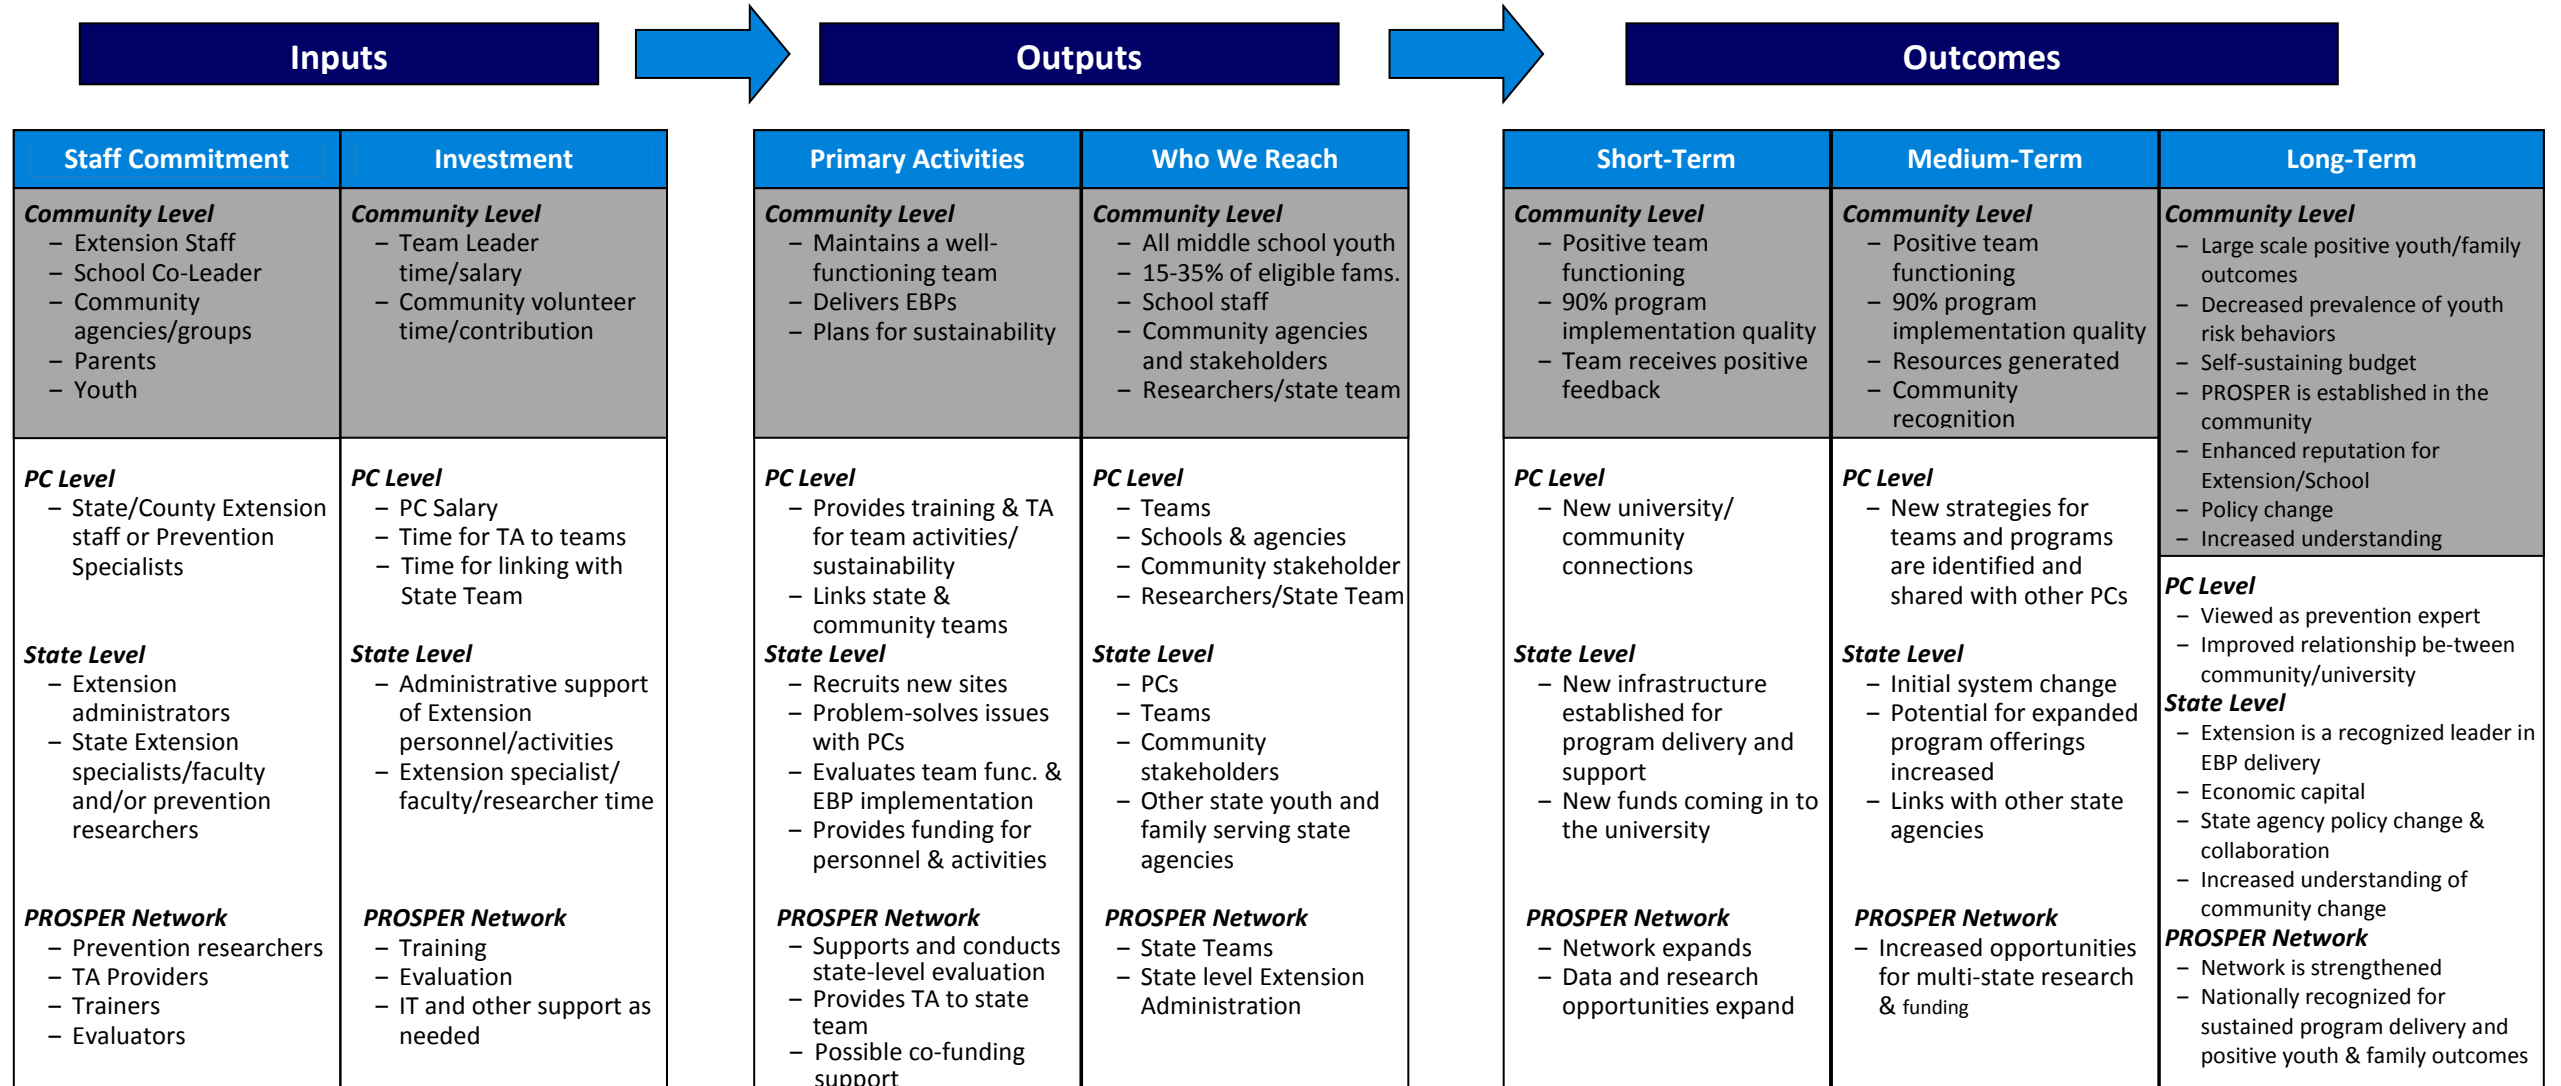 Inputs
Outputs
Outcomes
Staff Commitment
Community Level
– Extension Staff
– School Co-Leader
– Community
agencies/groups
– Parents
– Youth
PC Level
– State/County Extension
staff or Prevention
Specialists
State Level
– Extension
administrators
– State Extension
specialists/faculty
and/or prevention
researchers
PROSPER Network
– Prevention researchers
– TA Providers
– Trainers
– Evaluators
Investment
Community Level
– Team Leader
time/salary
– Community volunteer
time/contribution
PC Level
– PC Salary
– Time for TA to teams
– Time for linking with
State Team
State Level
– Administrative support
of Extension
personnel/activities
– Extension specialist/
faculty/researcher time
PROSPER Network
– Training
– Evaluation
– IT and other support as
needed
Primary Activities
Community Level
– Maintains a well-
functioning team
– Delivers EBPs
– Plans for sustainability
PC Level
– Provides training & TA
for team activities/
sustainability
– Links state &
community teams
State Level
– Recruits new sites
– Problem-solves issues
with PCs
– Evaluates team func. &
EBP implementation
– Provides funding for
personnel & activities
PROSPER Network
– Supports and conducts
state-level evaluation
– Provides TA to state
team
– Possible co-funding
support
Who We Reach
Community Level
– All middle school youth
– 15-35% of eligible fams.
– School staff
– Community agencies
and stakeholders
– Researchers/state team
PC Level
– Teams
– Schools & agencies
– Community stakeholder
– Researchers/State Team
State Level
– PCs
– Teams
– Community
stakeholders
– Other state youth and
family serving state
agencies
PROSPER Network
– State Teams
– State level Extension
Administration
Short-Term
Community Level
– Positive team
functioning
– 90% program
implementation quality
– Team receives positive
feedback
PC Level
– New university/
community
connections
State Level
– New infrastructure
established for
program delivery and
support
– New funds coming in to
the university
PROSPER Network
– Network expands
– Data and research
opportunities expand
Medium-Term
Community Level
– Positive team
functioning
– 90% program
implementation quality
– Resources generated
– Community
recognition
PC Level
– New strategies for
teams and programs
are identified and
shared with other PCs
State Level
– Initial system change
– Potential for expanded
program offerings
increased
– Links with other state
agencies
PROSPER Network
– Increased opportunities
for multi-state research
& funding
Long-Term
Community Level
– Large scale positive youth/family
outcomes
– Decreased prevalence of youth
risk behaviors
– Self-sustaining budget
– PROSPER is established in the
community
– Enhanced reputation for
Extension/School
– Policy change
– Increased understanding
PC Level
– Viewed as prevention expert
– Improved relationship be-tween
community/university
State Level
– Extension is a recognized leader in
EBP delivery
– Economic capital
– State agency policy change &
collaboration
– Increased understanding of
community change
PROSPER Network
– Network is strengthened
– Nationally recognized for
sustained program delivery and
positive youth & family outcomes